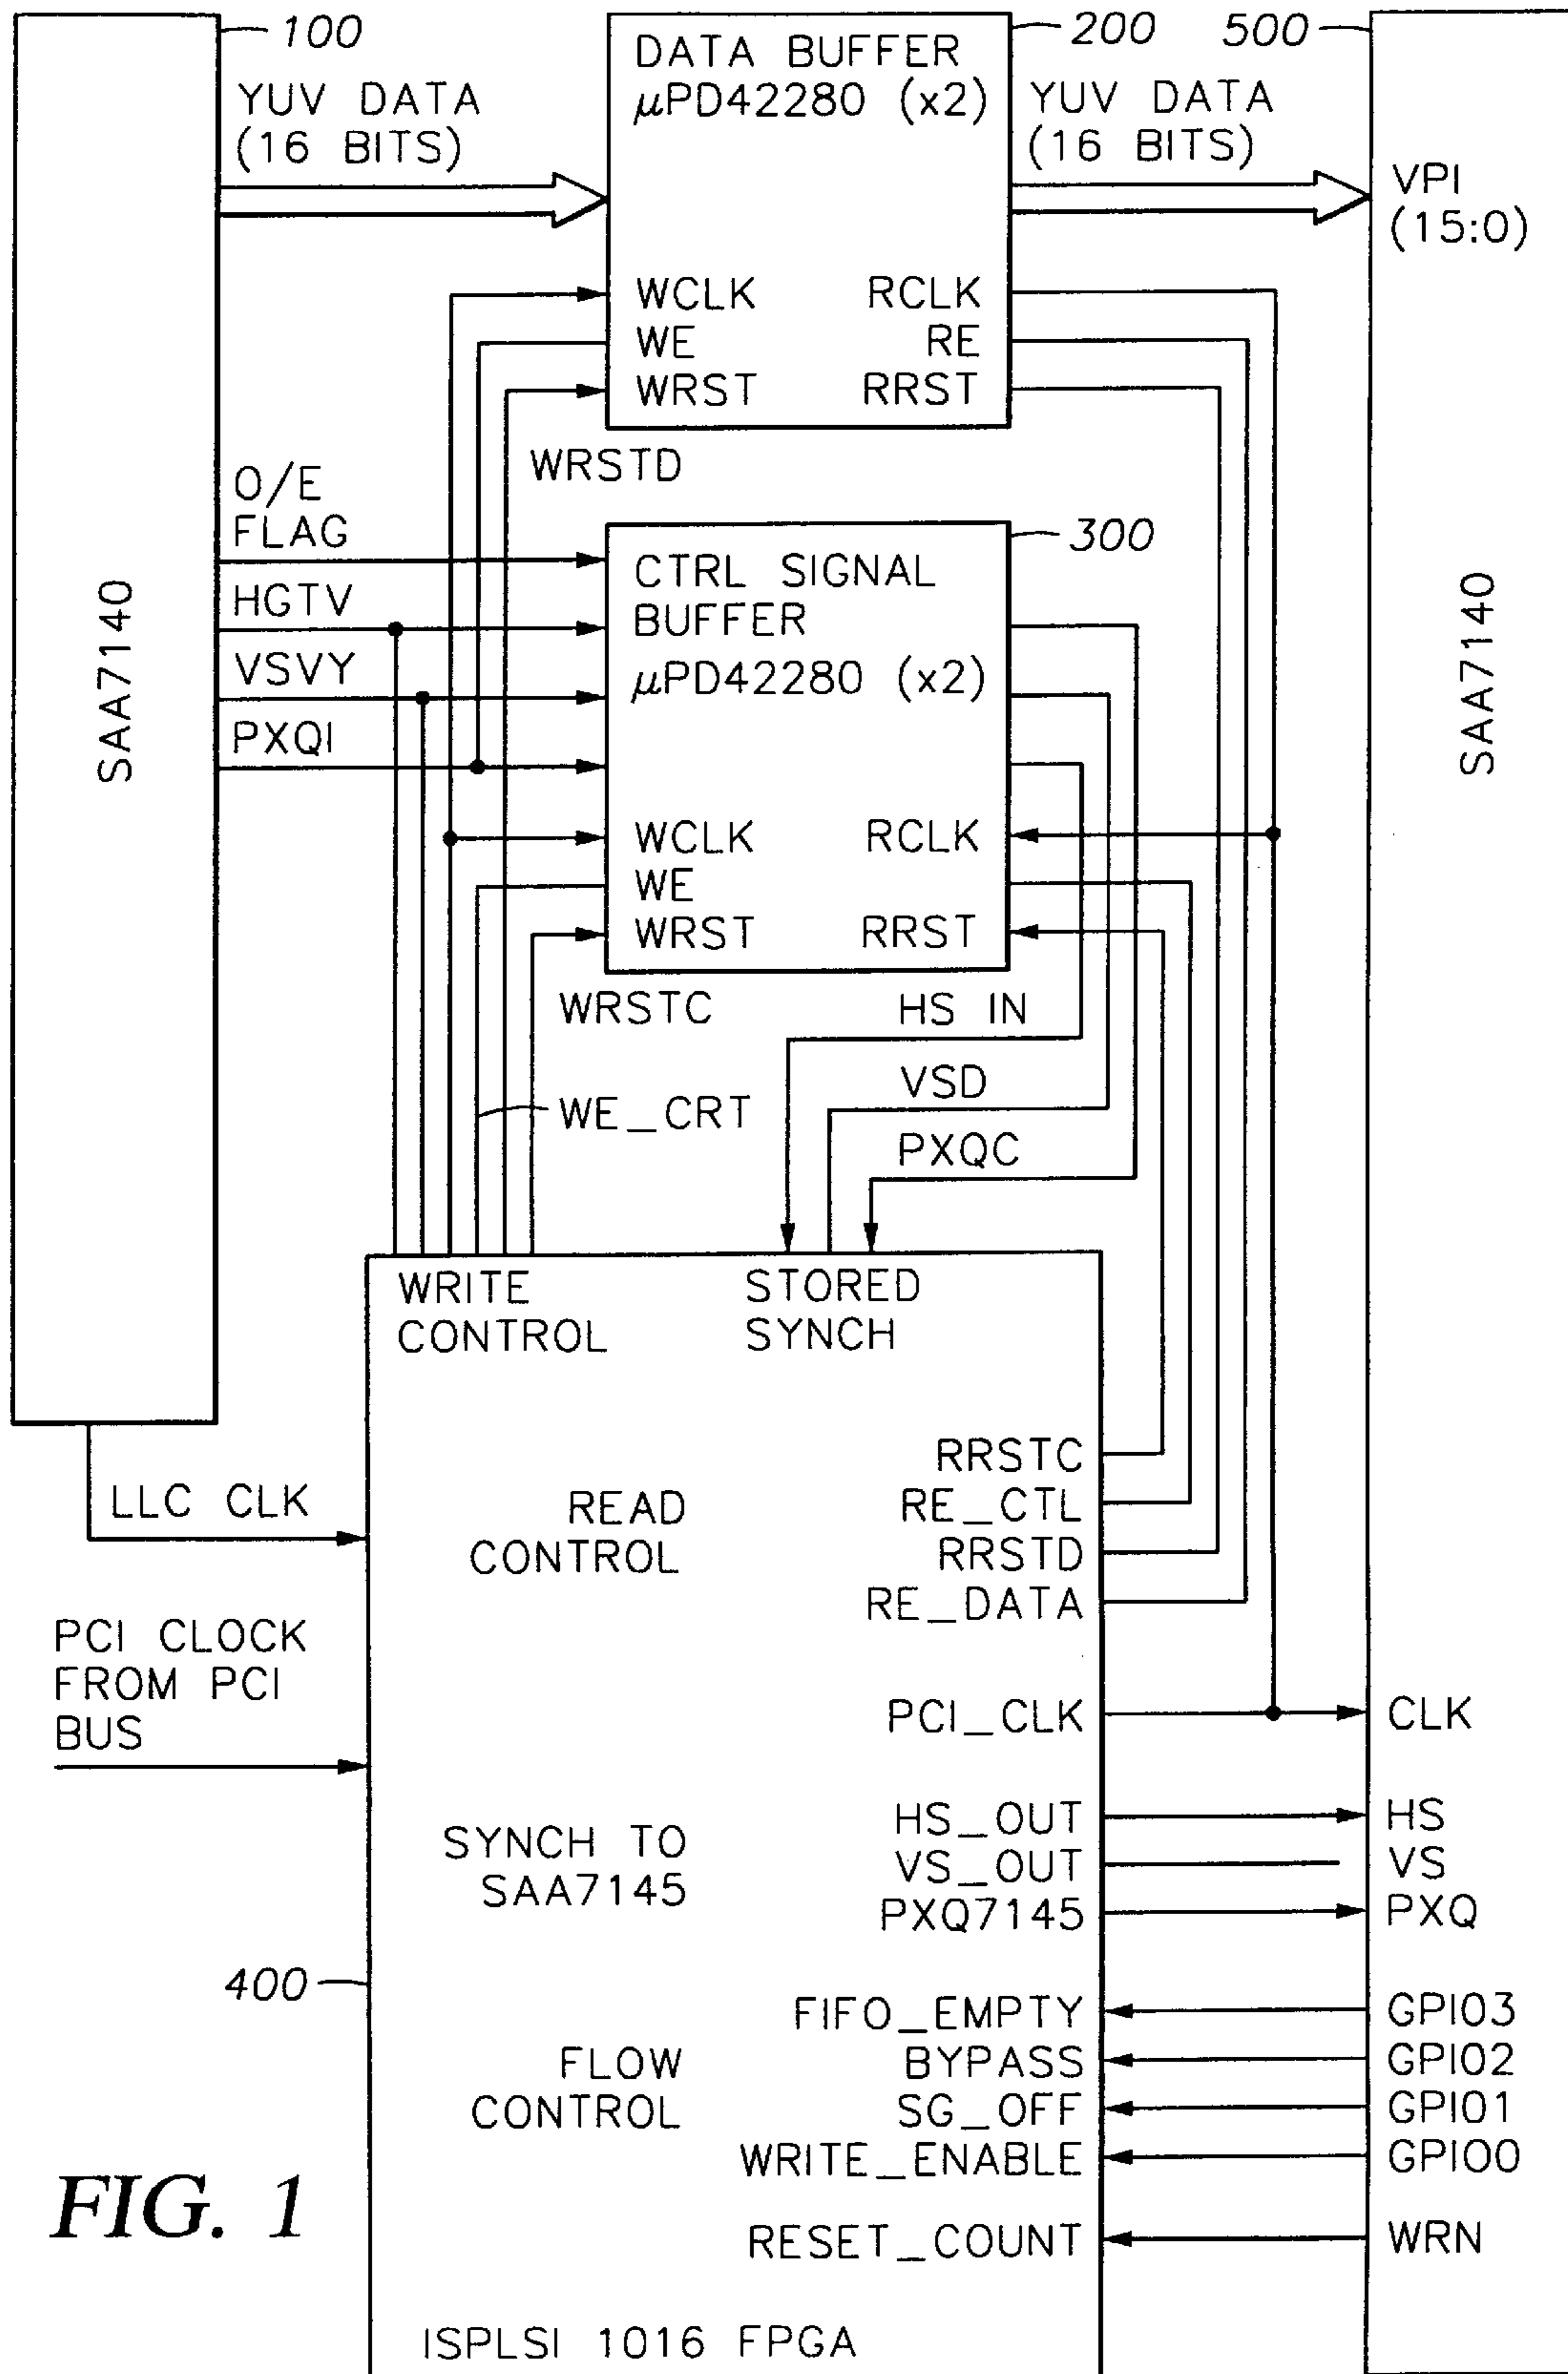 100
200
500
DATA BUFFER
µPD42280 (x2)
YUV DATA
(16 BITS)
YUV DATA
(16 BITS)
VPI
(15:0)
WCLK
RCLK
WE
RE
WRST
RRST
WRSTD
O/E
FLAG
300
CTRL SIGNAL
BUFFER
µPD42280 (x2)
HGTV
VSVY
PXQI
SAA7140
SAA7140
WCLK
RCLK
WE
WRST
RRST
WRSTC
HS IN
VSD
WE_CRT
PXQC
WRITE
CONTROL
STORED
SYNCH
RRSTC
LLC CLK
READ
CONTROL
RE_CTL
RRSTD
RE_DATA
PCI CLOCK
FROM PCI
BUS
PCI_CLK
CLK
SYNCH TO
SAA7145
HS_OUT
HS
VS_OUT
VS
PXQ7145
PXQ
400
FIFO_EMPTY
GPIO3
FLOW
CONTROL
BYPASS
GPIO2
SG_OFF
GPIO1
WRITE_ENABLE
GPIO0
RESET_COUNT
WRN
FIG. 1
ISPLSI 1016 FPGA